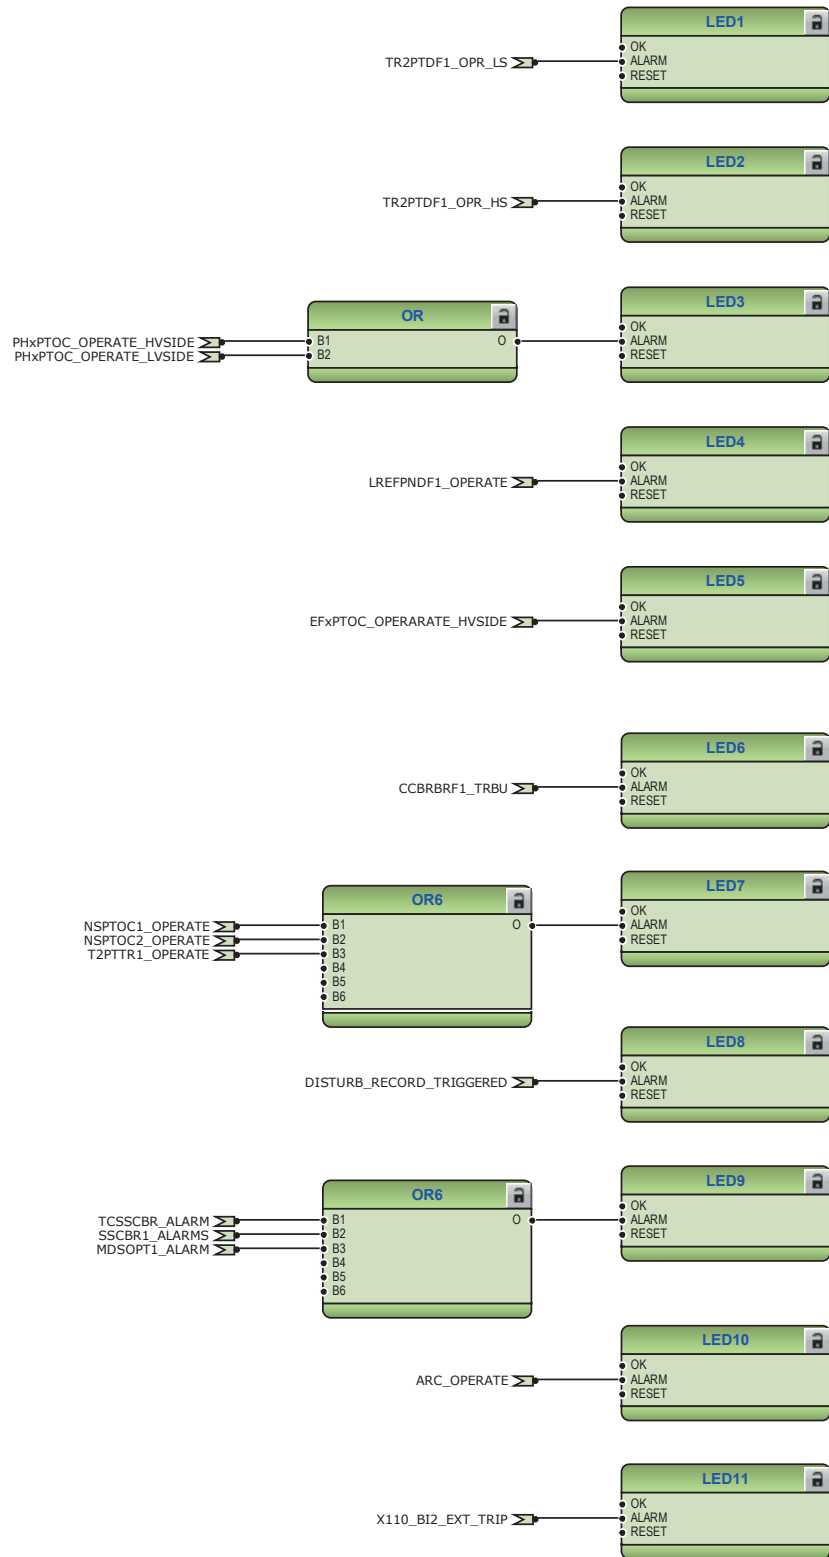 LED1
OK
TR2PTDF1_OPR_LS
ALARM
RESET
LED2
OK
TR2PTDF1_OPR_HS
ALARM
RESET
LED3
OR
OK
PHxPTOC_OPERATE_HVSIDE
B1
O
ALARM
PHxPTOC_OPERATE_LVSIDE
B2
RESET
LED4
OK
LREFPNDF1_OPERATE
ALARM
RESET
LED5
OK
EFxPTOC_OPERARATE_HVSIDE
ALARM
RESET
LED6
OK
CCBRBRF1_TRBU
ALARM
RESET
LED7
OR6
OK
NSPTOC1_OPERATE
B1
O
ALARM
NSPTOC2_OPERATE
B2
RESET
T2PTTR1_OPERATE
B3
B4
B5
B6
LED8
OK
DISTURB_RECORD_TRIGGERED
ALARM
RESET
LED9
OR6
OK
TCSSCBR_ALARM
B1
O
ALARM
SSCBR1_ALARMS
B2
RESET
MDSOPT1_ALARM
B3
B4
B5
B6
LED10
OK
ARC_OPERATE
ALARM
RESET
LED11
OK
X110_BI2_EXT_TRIP
ALARM
RESET